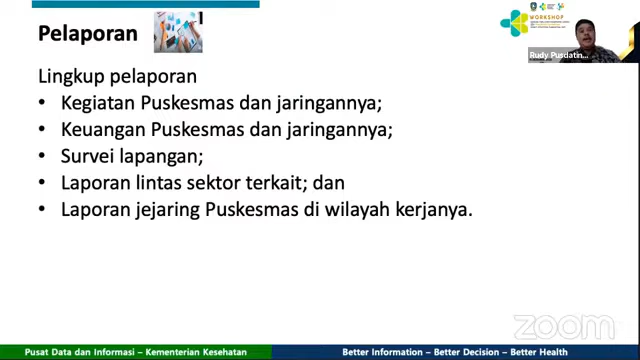 Pelaporan
WORKSHOP
Rudy Pusdatin...
Lingkup pelaporan
• Kegiatan Puskesmas dan jaringannya;
• Keuangan Puskesmas dan jaringannya;
• Survei lapangan;
• Laporan lintas sektor terkait; dan
• Laporan jejaring Puskesmas di wilayah kerjanya.
zoom
Pusat Data dan Informasi – Kementerian Kesehatan
Better Information – Better Decision – Better Health